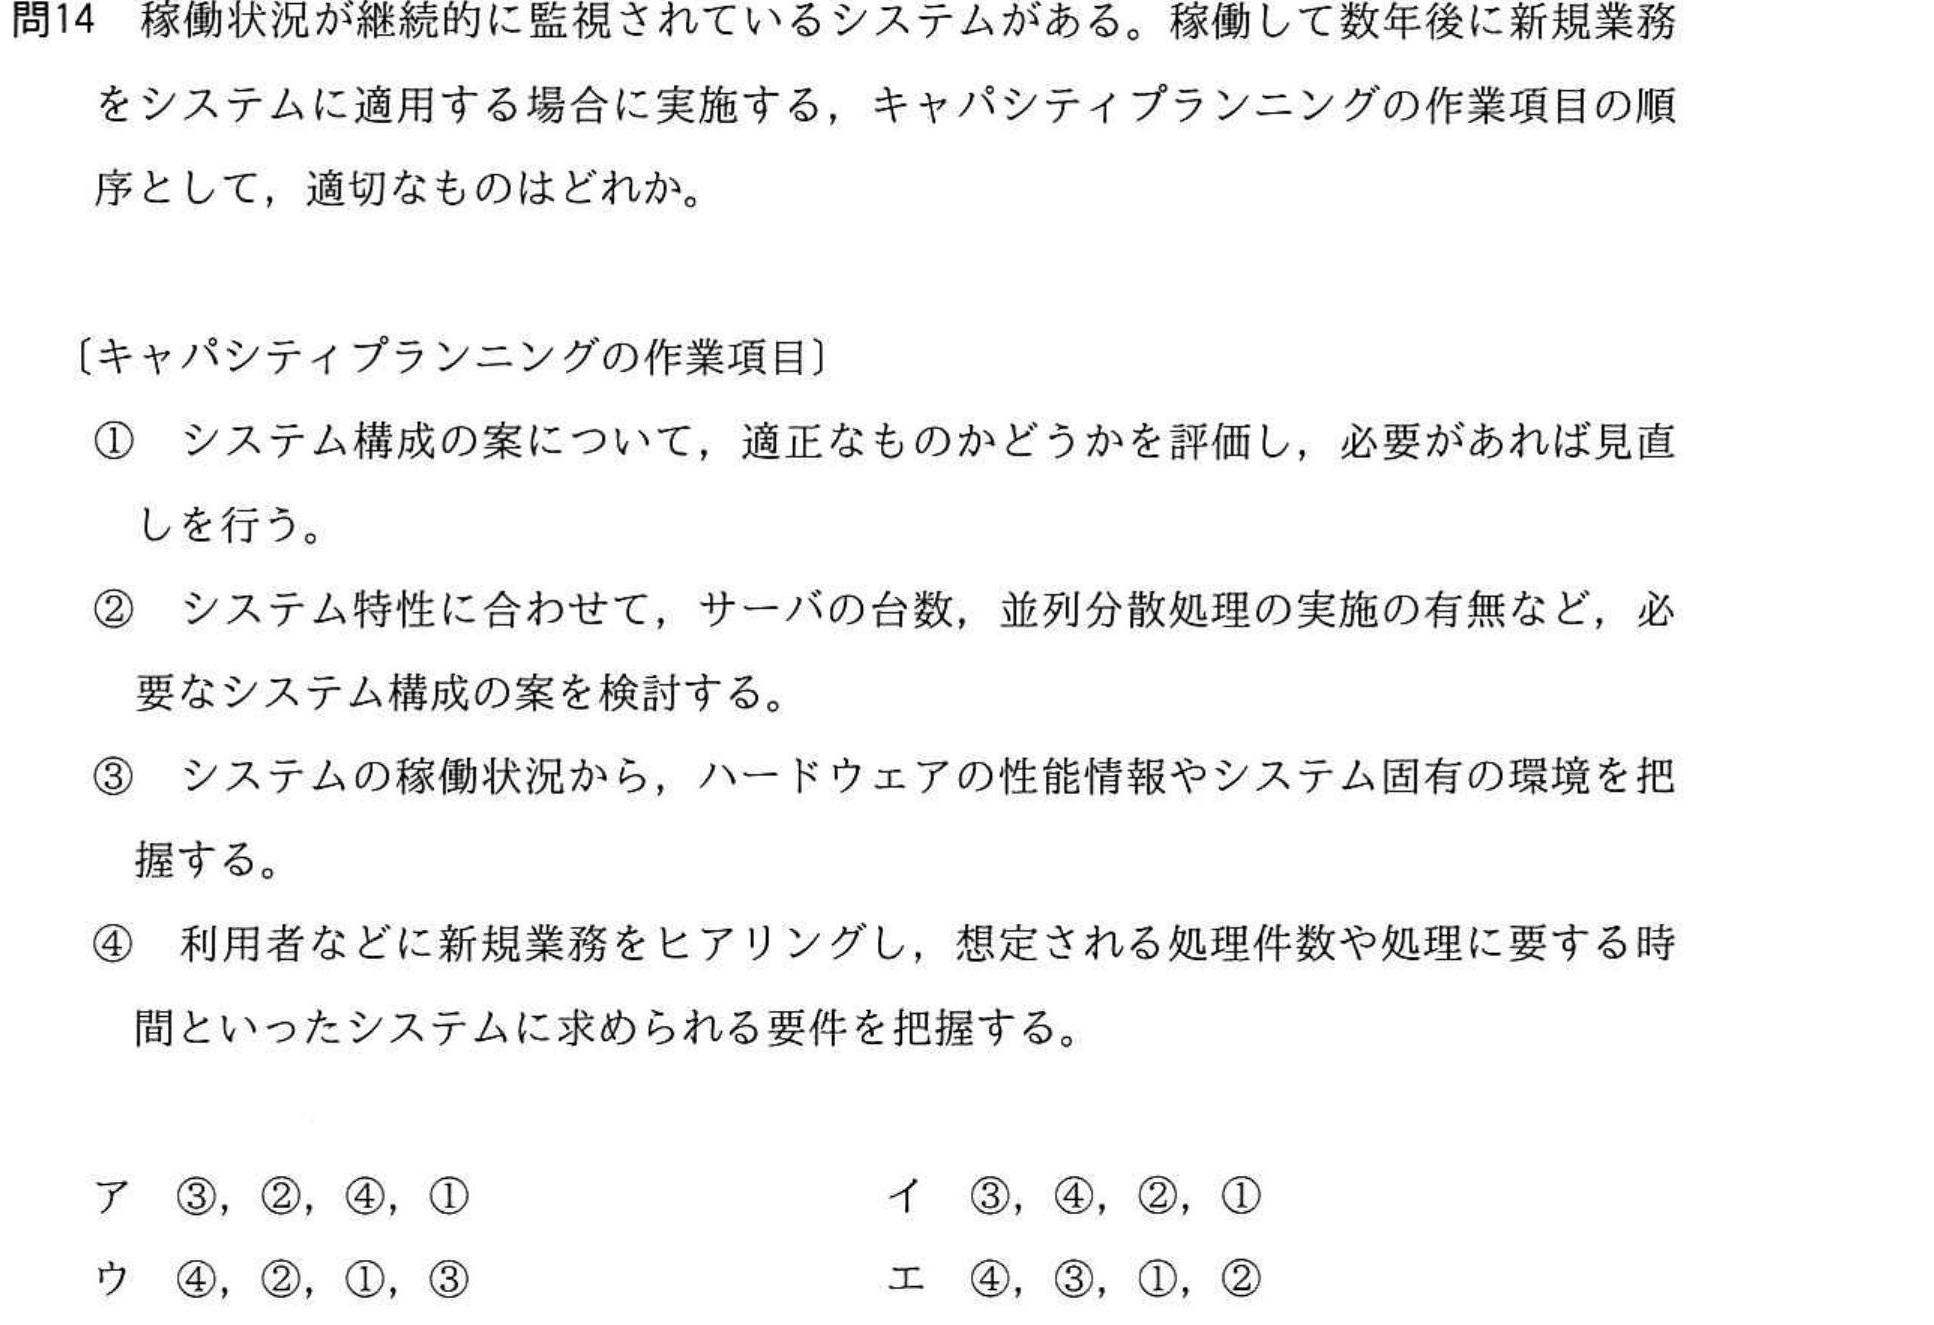 問14 稼働状況が継続的に監視されているシステムがある。稼働して数年後に新規業務
をシステムに適用する場合に実施する，キャパシティプランニングの作業項目の順
序として，適切なものはどれか。
〔キャパシティプランニングの作業項目〕
① システム構成の案について，適正なものかどうかを評価し，必要があれば見直
しを行う。
② システム特性に合わせて，サーバの台数，並列分散処理の実施の有無など，必
要なシステム構成の案を検討する。
③ システムの稼働状況から，ハードウェアの性能情報やシステム固有の環境を把
握する。
④ 利用者などに新規業務をヒアリングし，想定される処理件数や処理に要する時
間といったシステムに求められる要件を把握する。
ア ③，②，④，① イ ③，④，②，①
ウ ④，②，①，③ エ ④，③，①，②